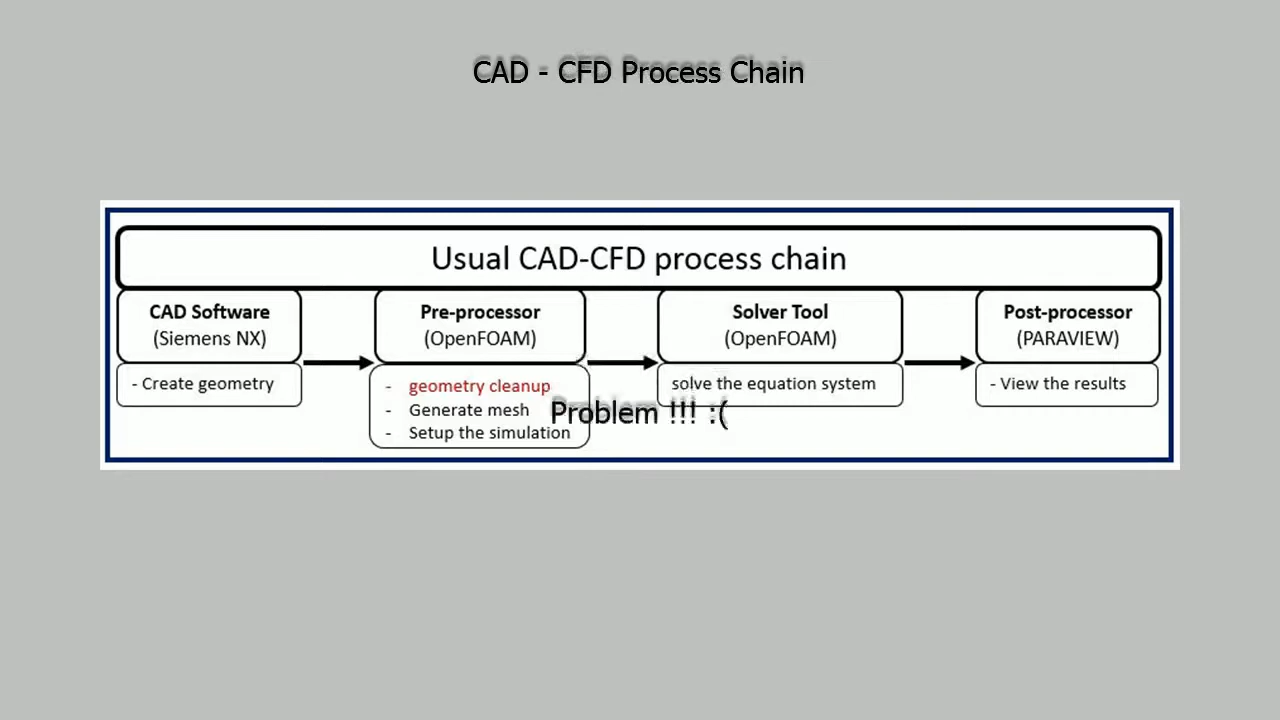 CAD - CFD Process Chain
Usual CAD-CFD process chain
CAD Software
(Siemens NX)
- Create geometry
Pre-processor
(OpenFOAM)
- geometry cleanup
- Generate mesh
- Setup the simulation
Solver Tool
(OpenFOAM)
solve the equation system
Post-processor
(PARAVIEW)
- View the results
Problem !!! :(